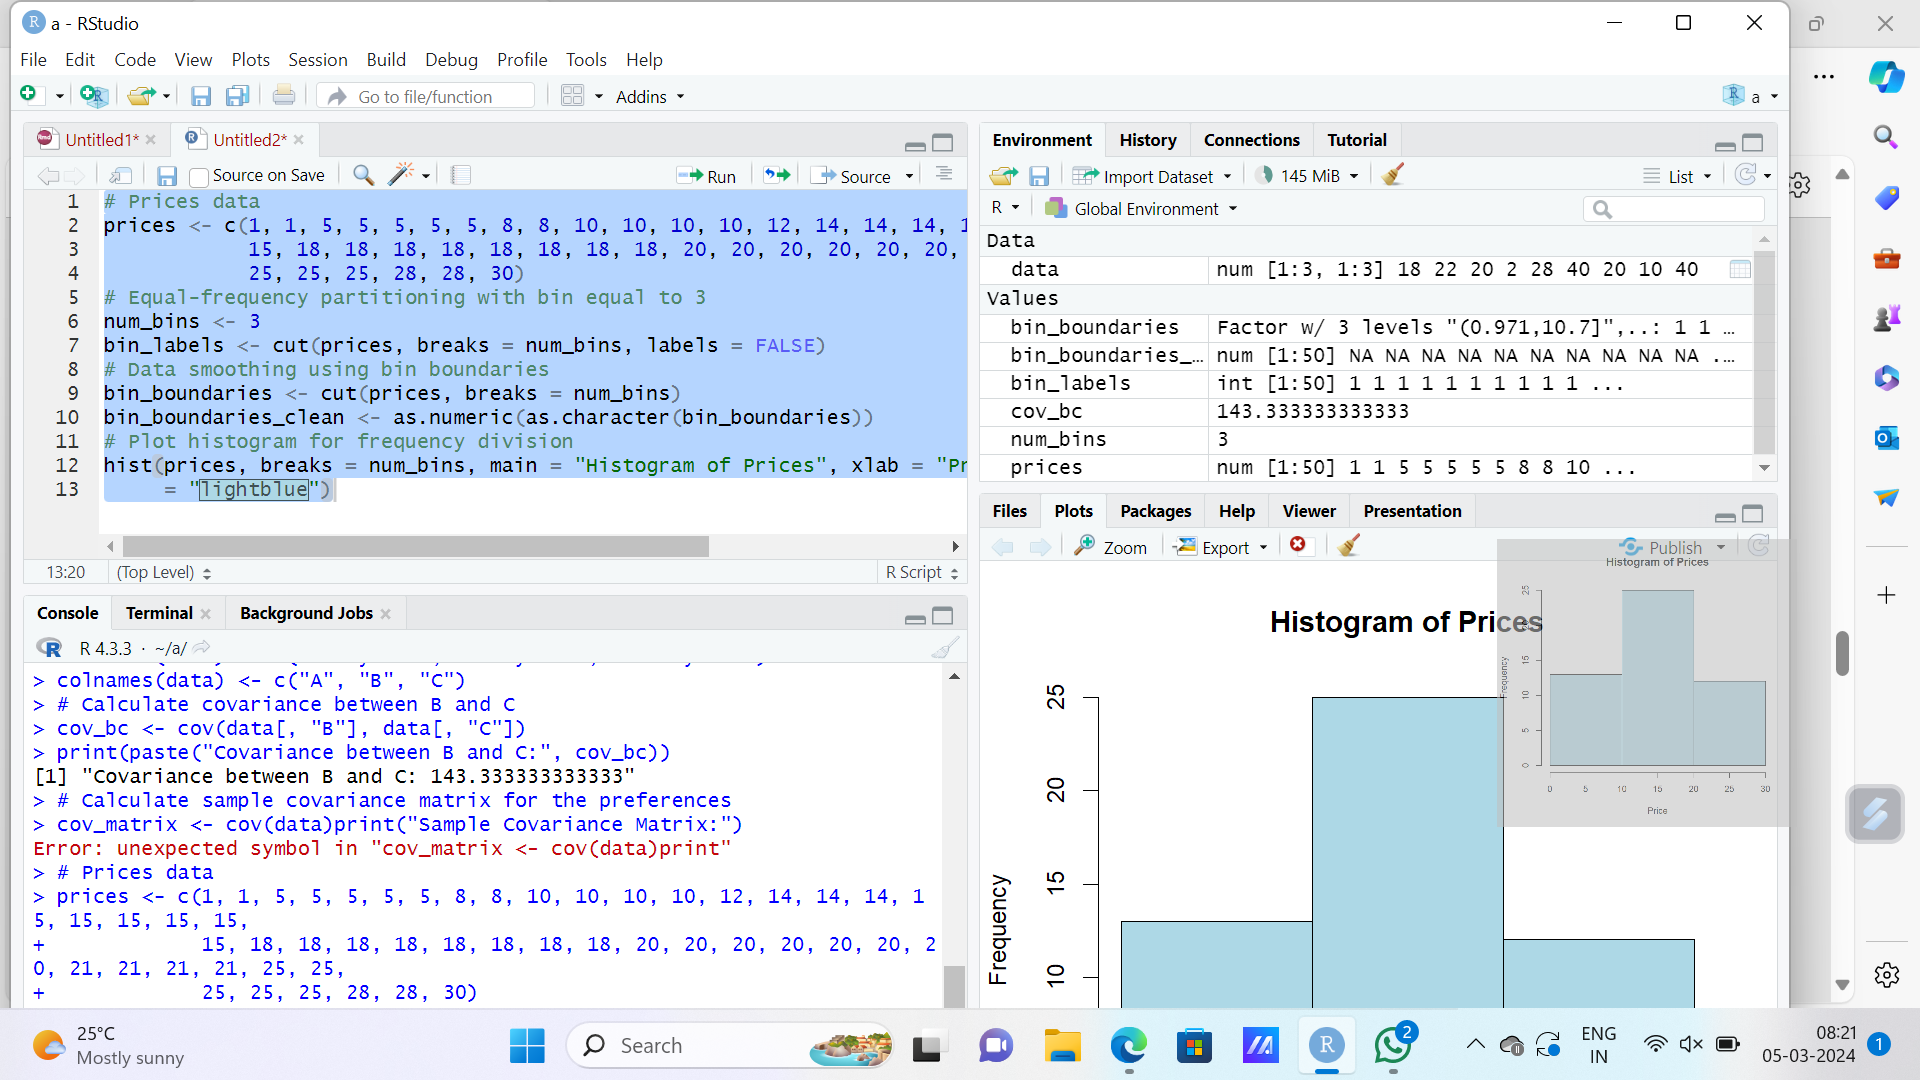 a - RStudio
File Edit Code View Plots Session Build Debug Profile Tools Help
Go to file/function Addins a
Untitled1* Untitled2*
Source on Save Run Source
1 # Prices data
2 prices <- c(1, 1, 5, 5, 5, 5, 5, 8, 8, 10, 10, 10, 10, 12, 14, 14, 14, 1
3 15, 18, 18, 18, 18, 18, 18, 18, 18, 20, 20, 20, 20, 20, 20,
4 25, 25, 25, 28, 28, 30)
5 # Equal-frequency partitioning with bin equal to 3
6 num_bins <- 3
7 bin_labels <- cut(prices, breaks = num_bins, labels = FALSE)
8 # Data smoothing using bin boundaries
9 bin_boundaries <- cut(prices, breaks = num_bins)
10 bin_boundaries_clean <- as.numeric(as.character(bin_boundaries))
11 # Plot histogram for frequency division
12 hist(prices, breaks = num_bins, main = "Histogram of Prices", xlab = "Pr
13 = "lightblue")
13:20 (Top Level) R Script
Console Terminal Background Jobs
R 4.3.3 · ~/a/
> colnames(data) <- c("A", "B", "C")
> # Calculate covariance between B and C
> cov_bc <- cov(data[, "B"], data[, "C"])
> print(paste("Covariance between B and C:", cov_bc))
[1] "Covariance between B and C: 143.333333333333"
> # Calculate sample covariance matrix for the preferences
> cov_matrix <- cov(data)print("Sample Covariance Matrix:")
Error: unexpected symbol in "cov_matrix <- cov(data)print"
> # Prices data
> prices <- c(1, 1, 5, 5, 5, 5, 5, 8, 8, 10, 10, 10, 10, 12, 14, 14, 14, 1
5, 15, 15, 15, 15,
+ 15, 18, 18, 18, 18, 18, 18, 18, 18, 20, 20, 20, 20, 20, 20, 2
0, 21, 21, 21, 21, 25, 25,
+ 25, 25, 25, 28, 28, 30)
Environment History Connections Tutorial
Import Dataset 145 MiB List
R Global Environment
Data
data num [1:3, 1:3] 18 22 20 2 28 40 20 10 40
Values
bin_boundaries Factor w/ 3 levels "(0.971,10.7]",..: 1 1 …
bin_boundaries_… num [1:50] NA NA NA NA NA NA NA NA NA NA .…
bin_labels int [1:50] 1 1 1 1 1 1 1 1 1 1 ...
cov_bc 143.333333333333
num_bins 3
prices num [1:50] 1 1 5 5 5 5 5 8 8 10 ...
Files Plots Packages Help Viewer Presentation
Zoom Export Publish
Histogram of Prices
Frequency
25
20
15
10
Histogram of Prices
Frequency
25
15
10
5
0
0 5 10 15 20 25 30
Price
25°C
Mostly sunny
Search
2
ENG
IN
08:21
05-03-2024
1